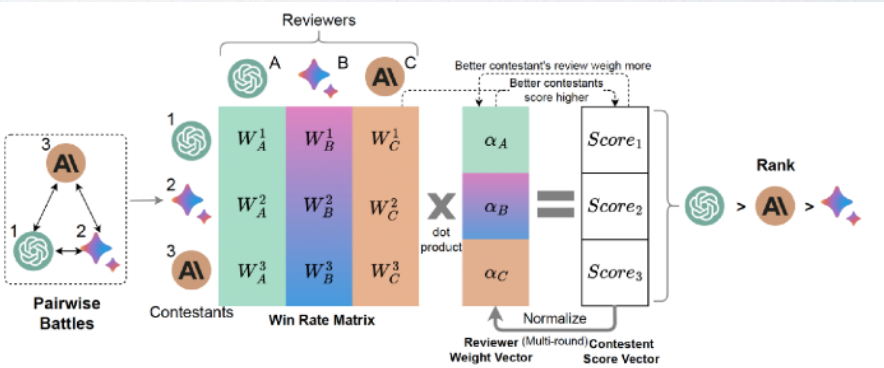 Reviewers
A B C
Better contestant's review weigh more
Better contestants
score higher
3
1 2
Pairwise
Battles
1
2
3
Contestants
W_A^1 W_B^1 W_C^1
W_A^2 W_B^2 W_C^2
W_A^3 W_B^3 W_C^3
Win Rate Matrix
X
dot
product
α_A
α_B
α_C
=
Score_1
Score_2
Score_3
Normalize
(Multi-round)
Reviewer
Weight Vector
Contestent
Score Vector
Rank
> >